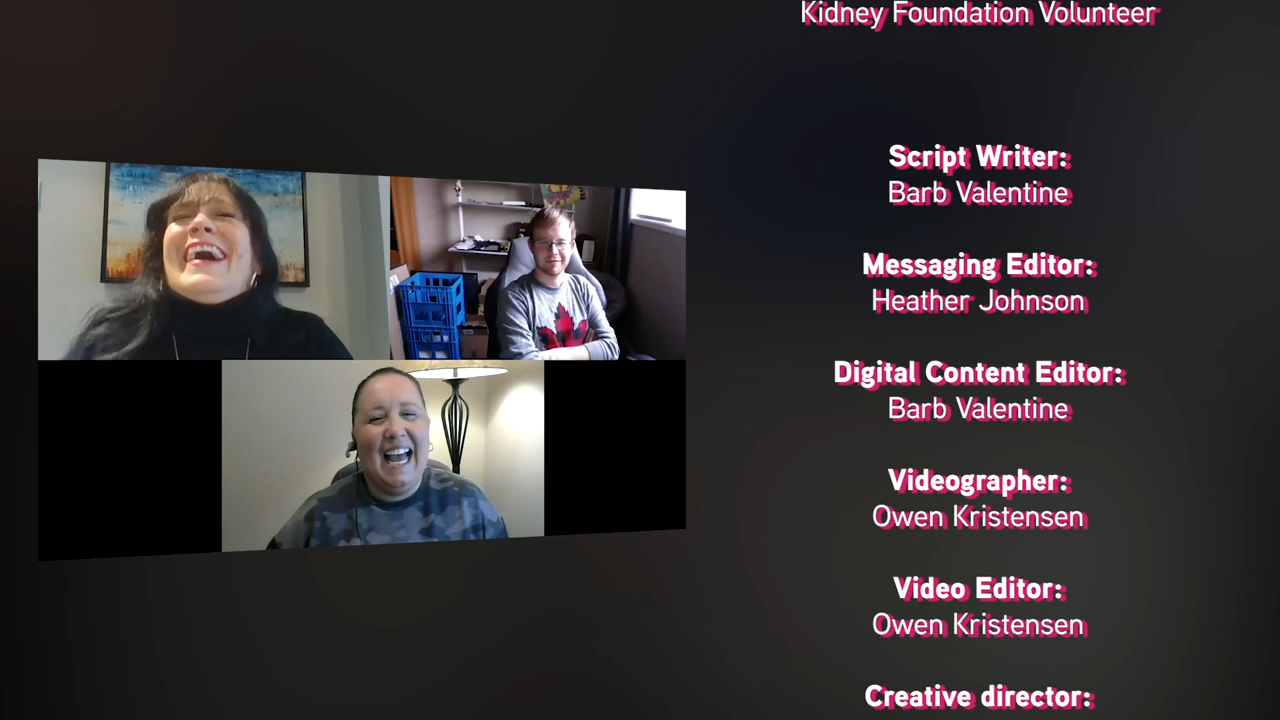 Kidney Foundation Volunteer
Script Writer:
Barb Valentine
Messaging Editor:
Heather Johnson
Digital Content Editor:
Barb Valentine
Videographer:
Owen Kristensen
Video Editor:
Owen Kristensen
Creative director: